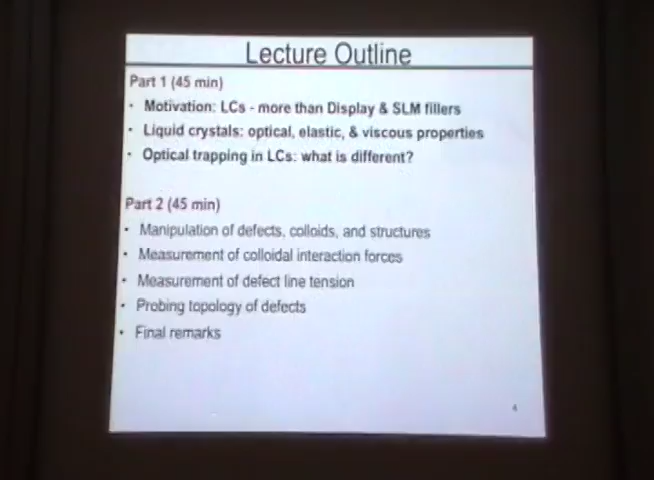 Lecture Outline
Part 1 (45 min)
• Motivation: LCs - more than Display & SLM fillers
• Liquid crystals: optical, elastic, & viscous properties
• Optical trapping in LCs: what is different?
Part 2 (45 min)
• Manipulation of defects, colloids, and structures
• Measurement of colloidal interaction forces
• Measurement of defect line tension
• Probing topology of defects
• Final remarks
4